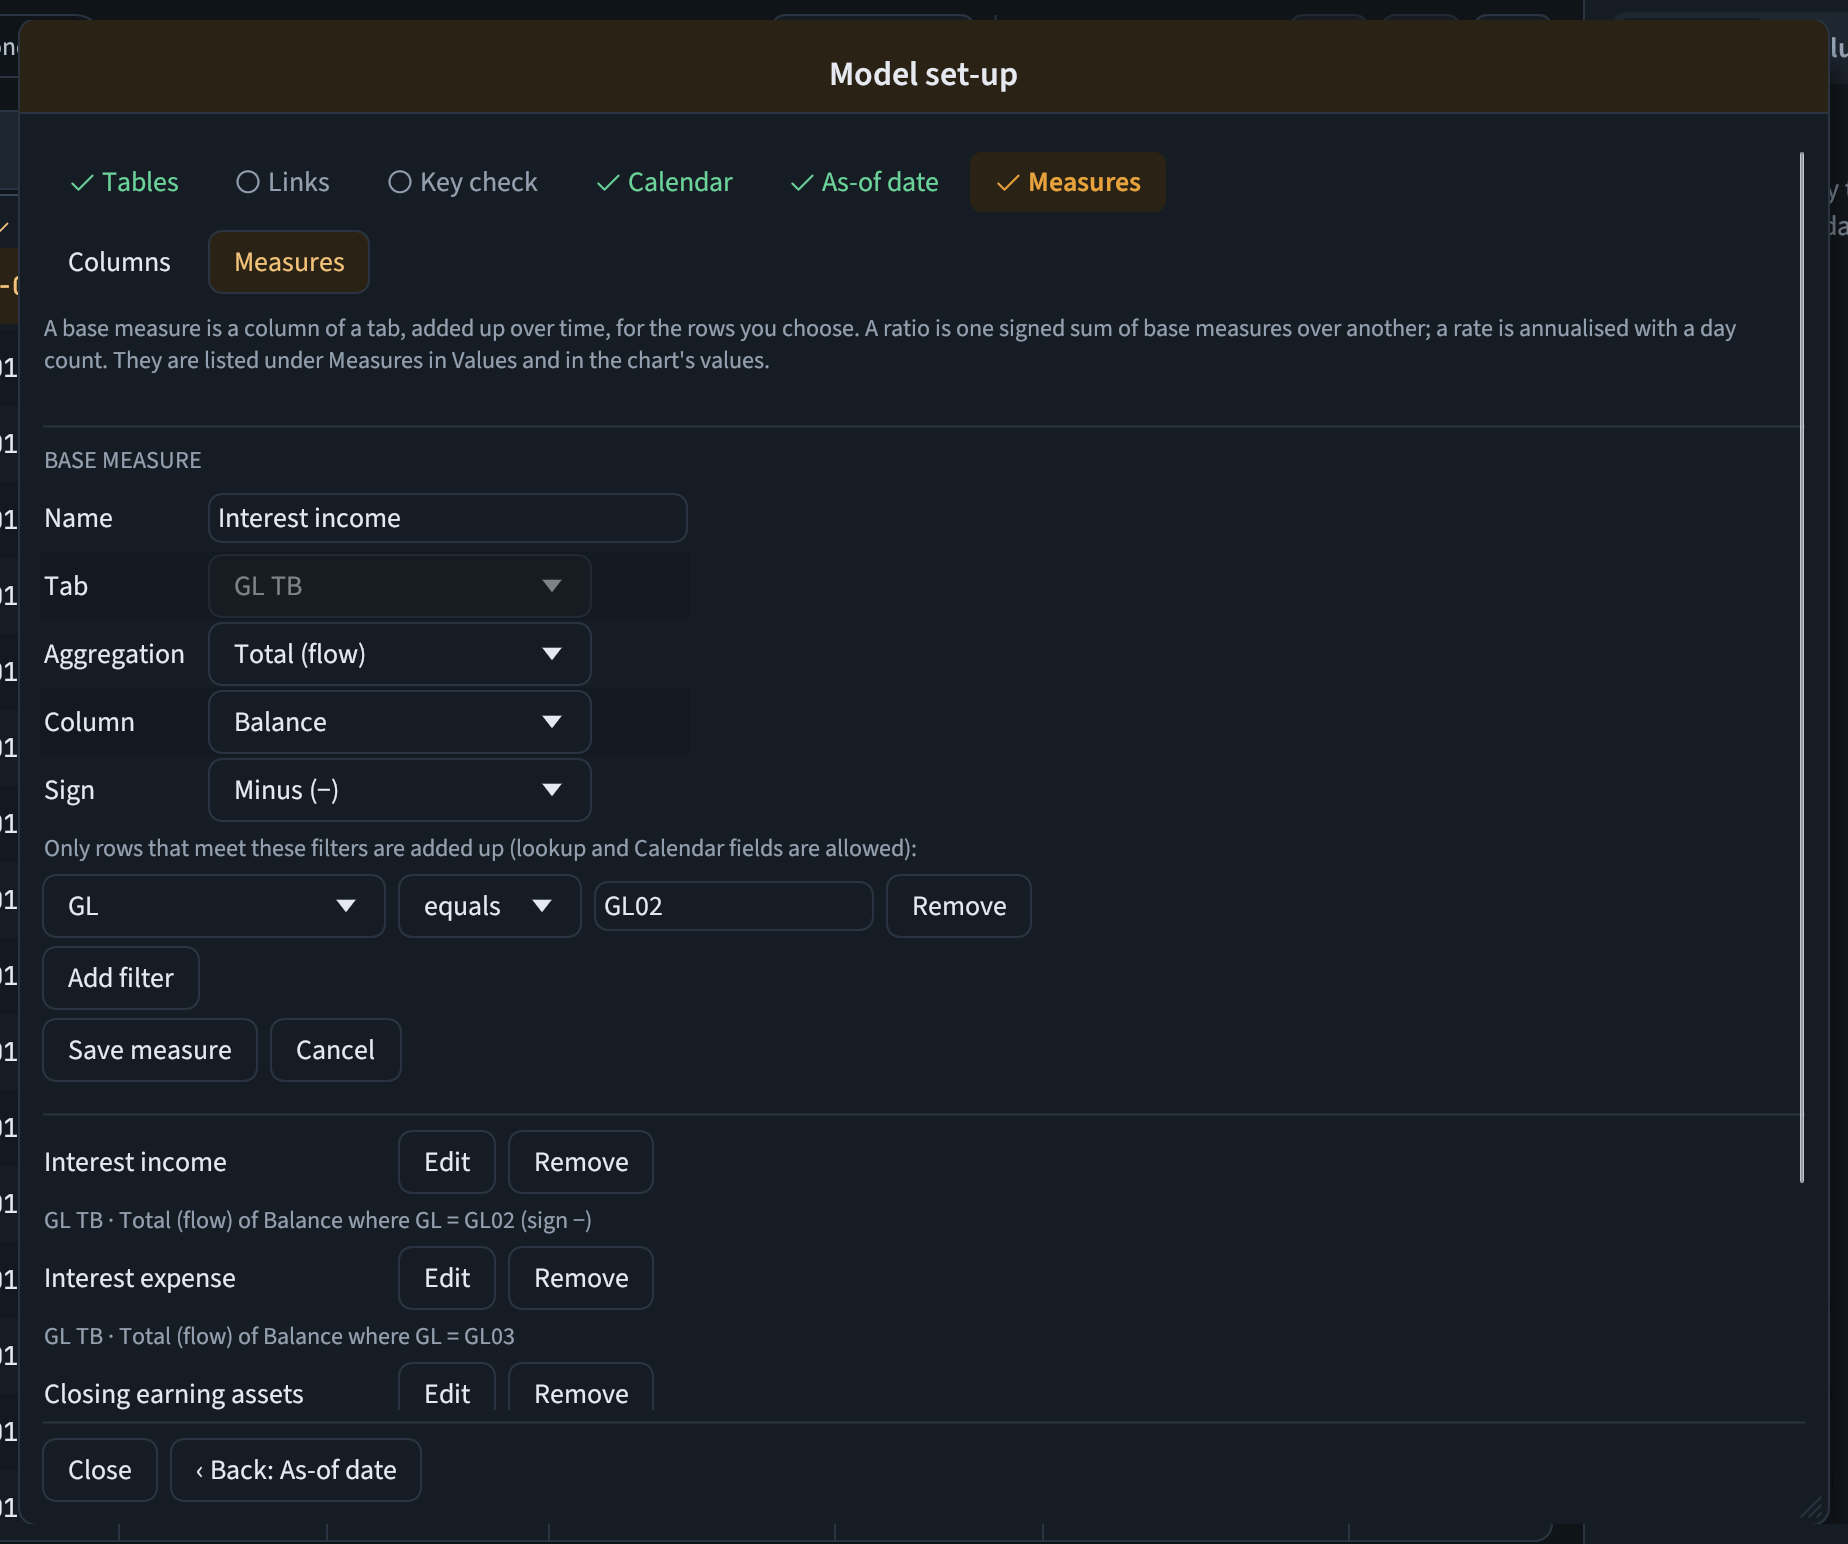 Model set-up
Tables Links Key check Calendar As-of date Measures
Columns Measures
A base measure is a column of a tab, added up over time, for the rows you choose. A ratio is one signed sum of base measures over another; a rate is annualised with a day
count. They are listed under Measures in Values and in the chart's values.
BASE MEASURE
Name Interest income
Tab GL TB
Aggregation Total (flow)
Column Balance
Sign Minus (−)
Only rows that meet these filters are added up (lookup and Calendar fields are allowed):
GL equals GL02 Remove
Add filter
Save measure Cancel
Interest income Edit Remove
GL TB · Total (flow) of Balance where GL = GL02 (sign −)
Interest expense Edit Remove
GL TB · Total (flow) of Balance where GL = GL03
Closing earning assets Edit Remove
Close ‹ Back: As-of date